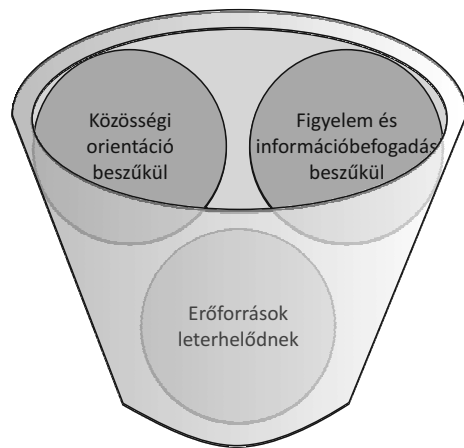 Közösségi
orientáció
beszűkül
Figyelem és
információbefogadás
beszűkül
Erőforrások
leterhelődnek